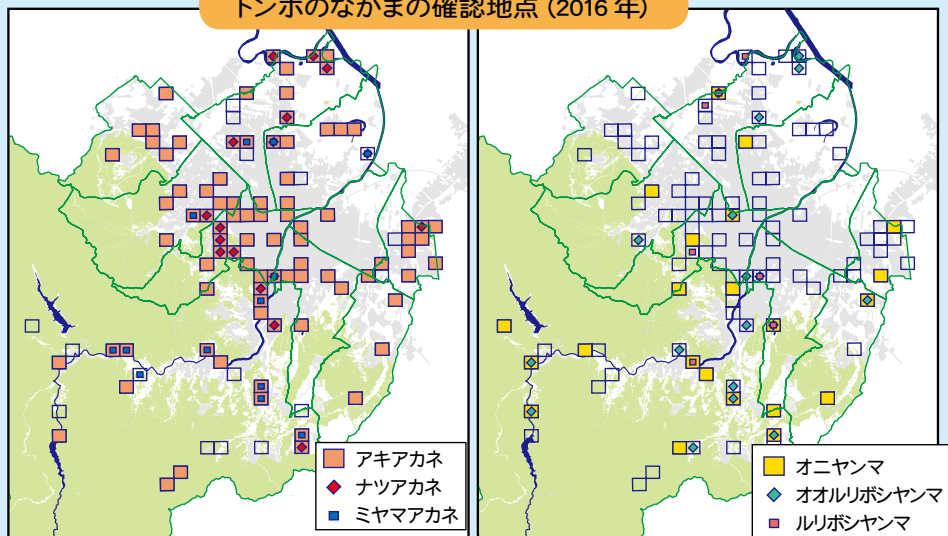 トンボのなかまの確認地点（2016 年）
アキアカネ
ナツアカネ
ミヤマアカネ
オニヤンマ
オオルリボシヤンマ
ルリボシヤンマ